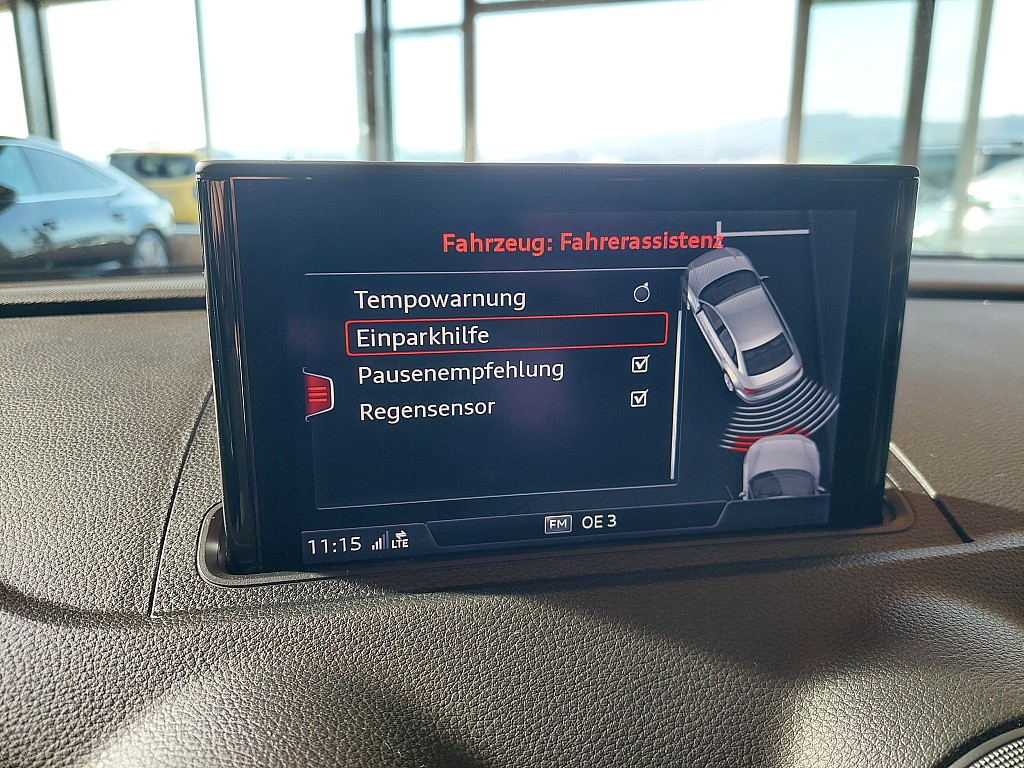 Fahrzeug: Fahrerassistenz
Tempowarnung
Einparkhilfe
Pausenempfehlung
Regensensor
FM OE 3
11:15 LTE